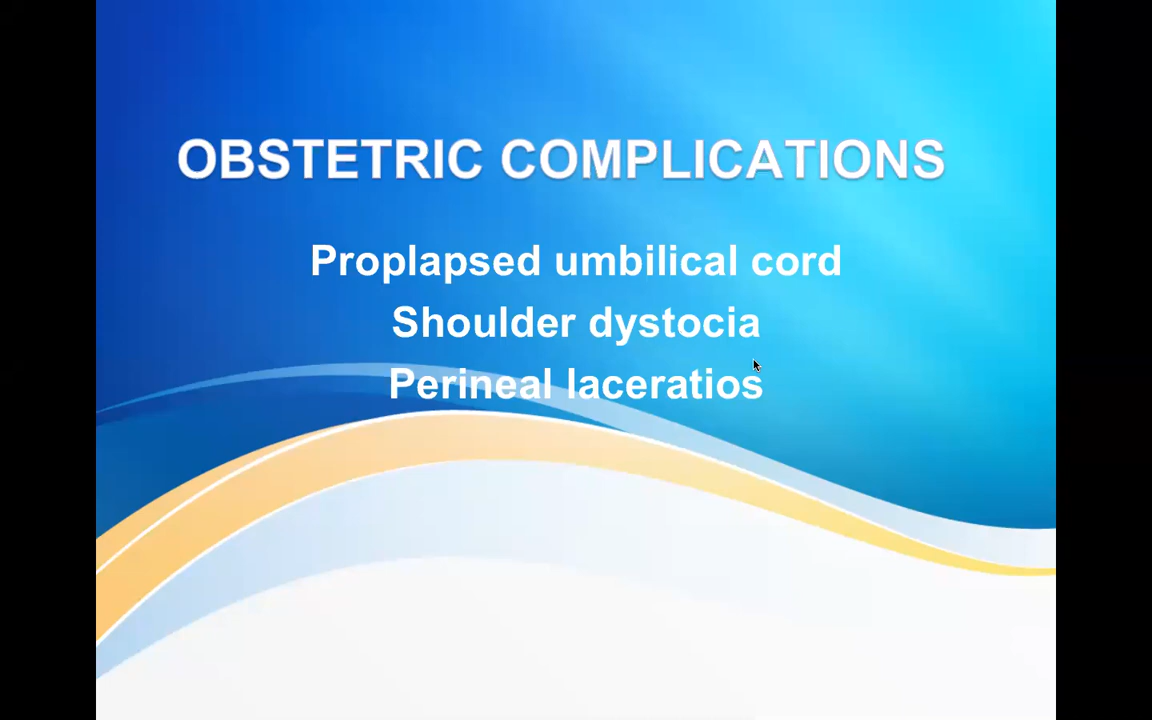 OBSTETRIC COMPLICATIONS
Proplapsed umbilical cord
Shoulder dystocia
Perineal laceratios